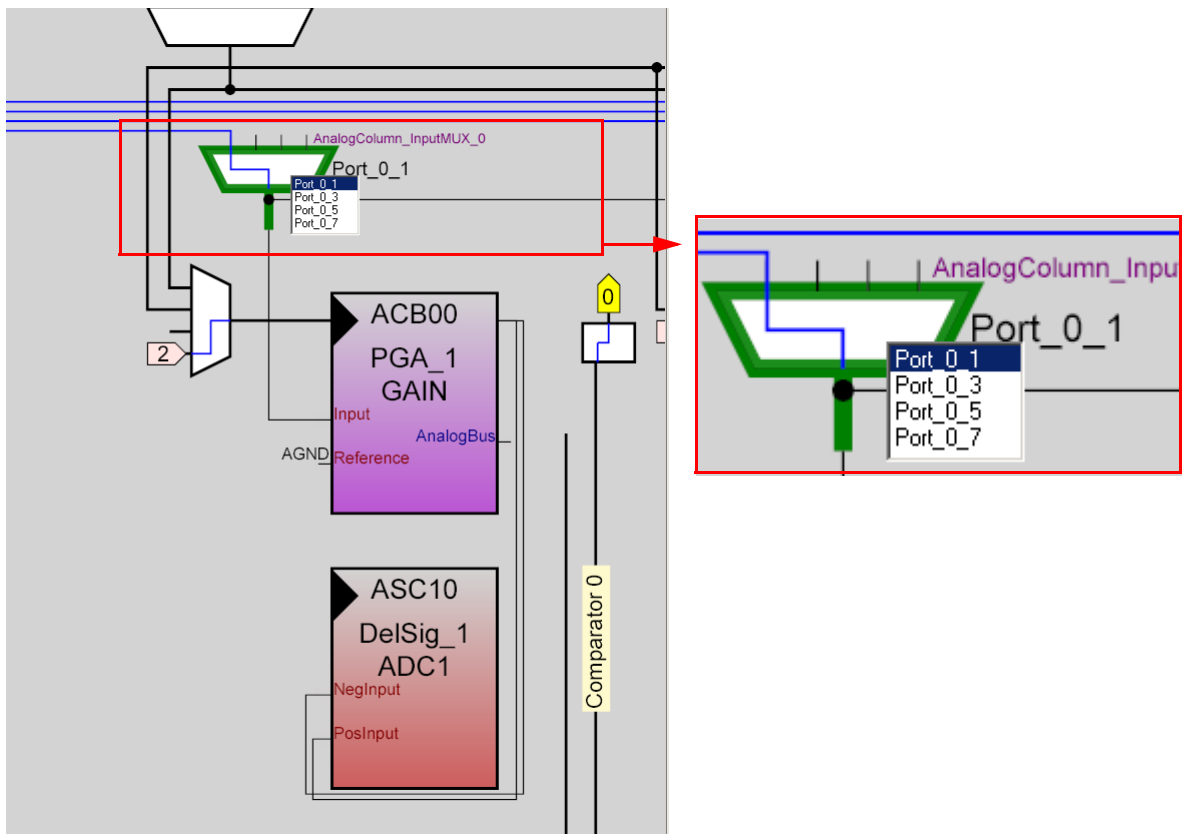 AnalogColumn_InputMUX_0
Port_0_1
Port_0_1
Port_0_3
Port_0_5
Port_0_7
2
ACB00
PGA_1
GAIN
Input
AnalogBus
AGND
Reference
0
Comparator 0
ASC10
DelSig_1
ADC1
NegInput
PosInput
AnalogColumn_Inpu
Port_0_1
Port_0_1
Port_0_3
Port_0_5
Port_0_7